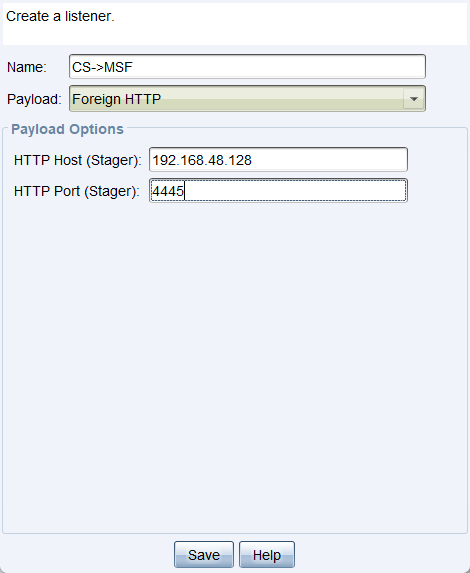 Create a listener.
Name: CS->MSF
Payload: Foreign HTTP
Payload Options
HTTP Host (Stager): 192.168.48.128
HTTP Port (Stager): 4445
Save Help